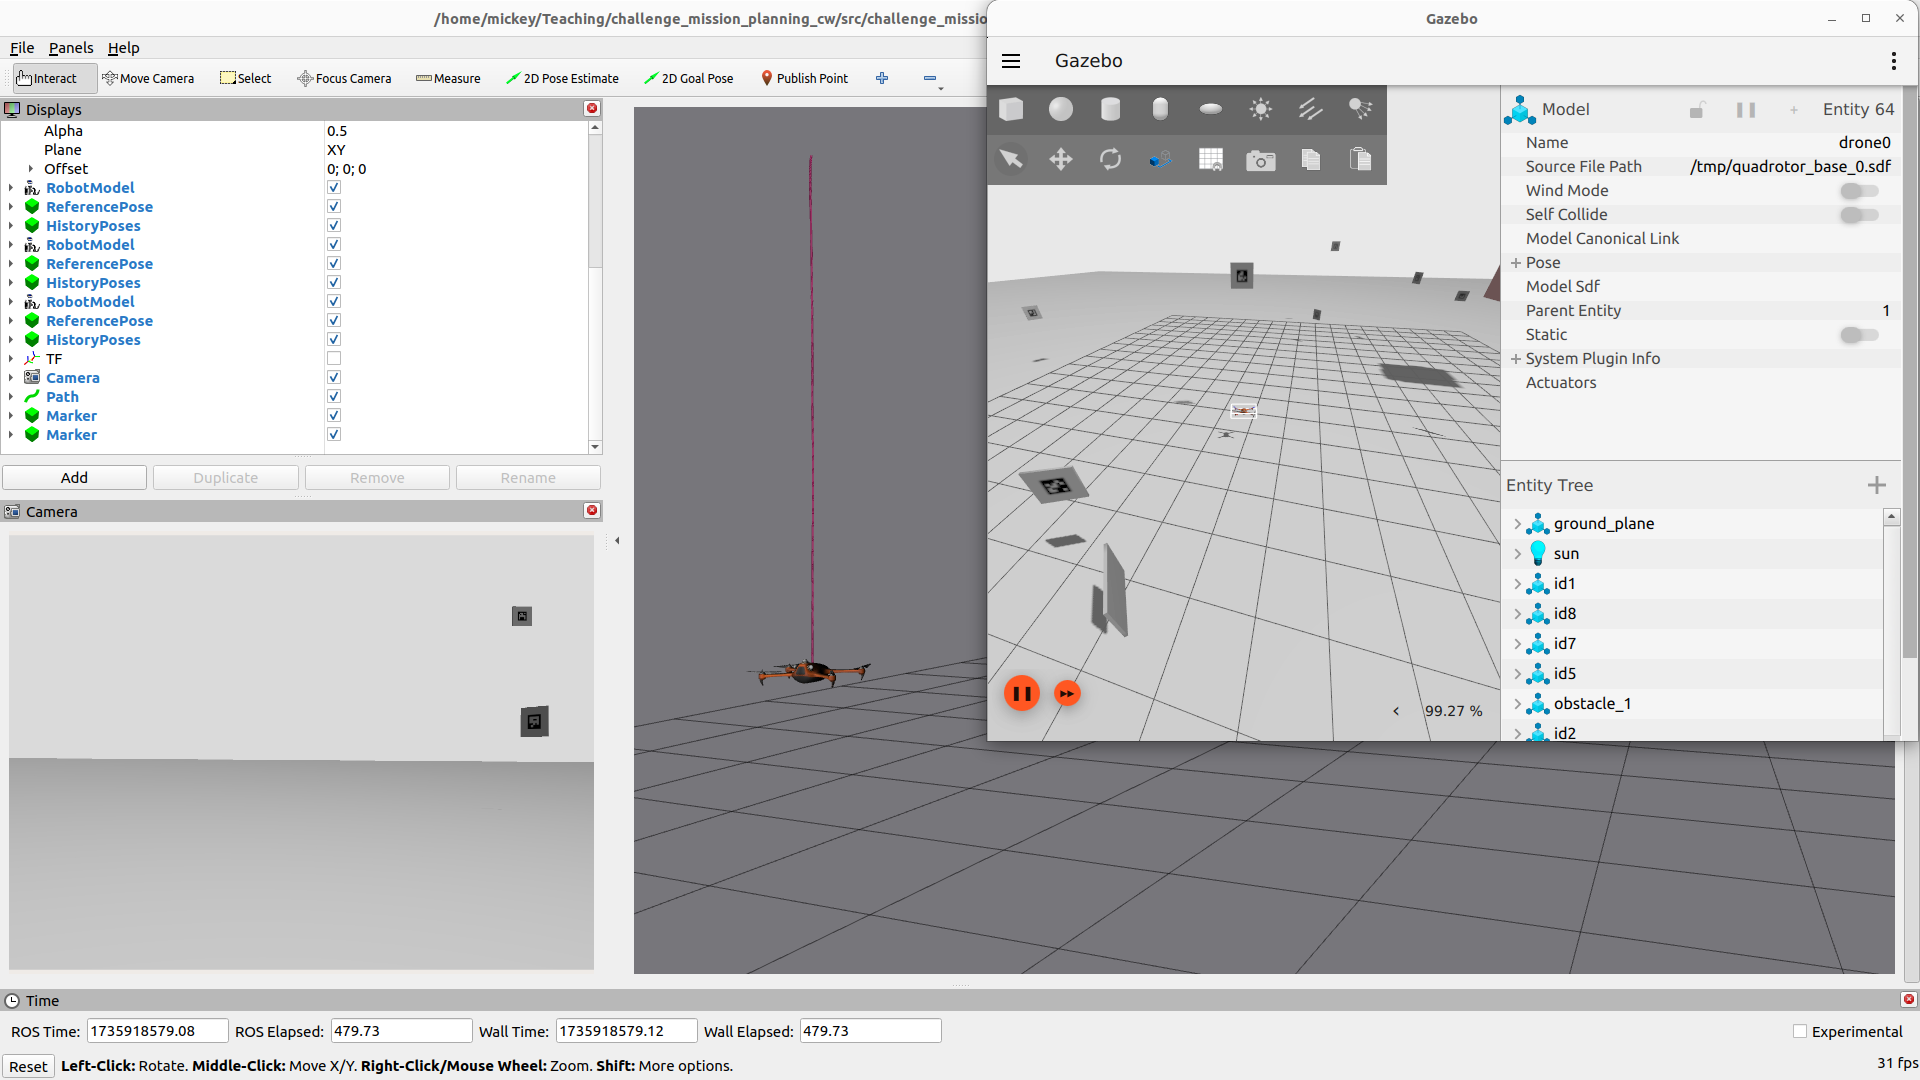 /home/mickey/Teaching/challenge_mission_planning_cw/src/challenge_missio
File Panels Help
Interact Move Camera Select Focus Camera Measure 2D Pose Estimate 2D Goal Pose Publish Point
Displays
Alpha 0.5
Plane XY
Offset 0; 0; 0
RobotModel
ReferencePose
HistoryPoses
RobotModel
ReferencePose
HistoryPoses
RobotModel
ReferencePose
HistoryPoses
TF
Camera
Path
Marker
Marker
Add Duplicate Remove Rename
Camera
Gazebo
Gazebo
99.27 %
Model Entity 64
Name drone0
Source File Path /tmp/quadrotor_base_0.sdf
Wind Mode
Self Collide
Model Canonical Link
Pose
Model Sdf
Parent Entity 1
Static
System Plugin Info
Actuators
Entity Tree
ground_plane
sun
id1
id8
id7
id5
obstacle_1
id2
Time
ROS Time: 1735918579.08 ROS Elapsed: 479.73 Wall Time: 1735918579.12 Wall Elapsed: 479.73 Experimental
Reset Left-Click: Rotate. Middle-Click: Move X/Y. Right-Click/Mouse Wheel: Zoom. Shift: More options. 31 fps